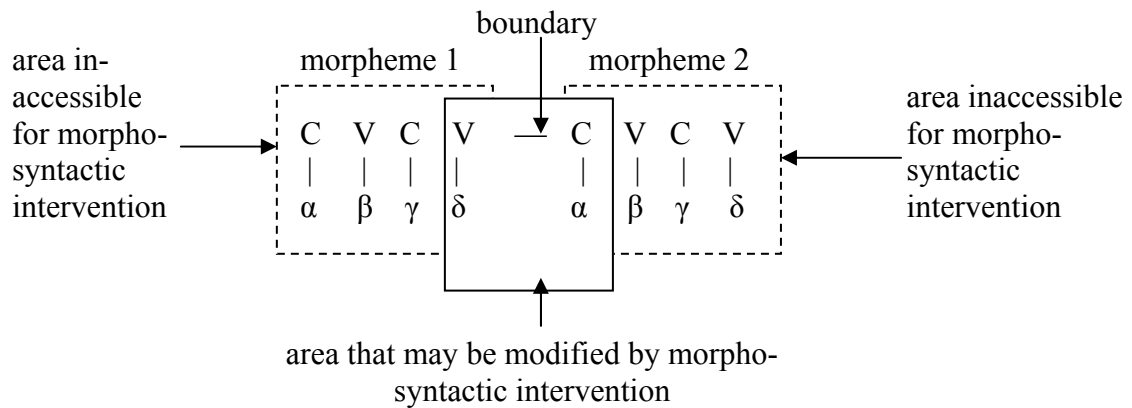 boundary
morpheme 1
morpheme 2
area in-
accessible
for morpho-
syntactic
intervention
C V C V — C V C V
α β γ δ α β γ δ
area inaccessible
for morpho-
syntactic
intervention
area that may be modified by morpho-
syntactic intervention